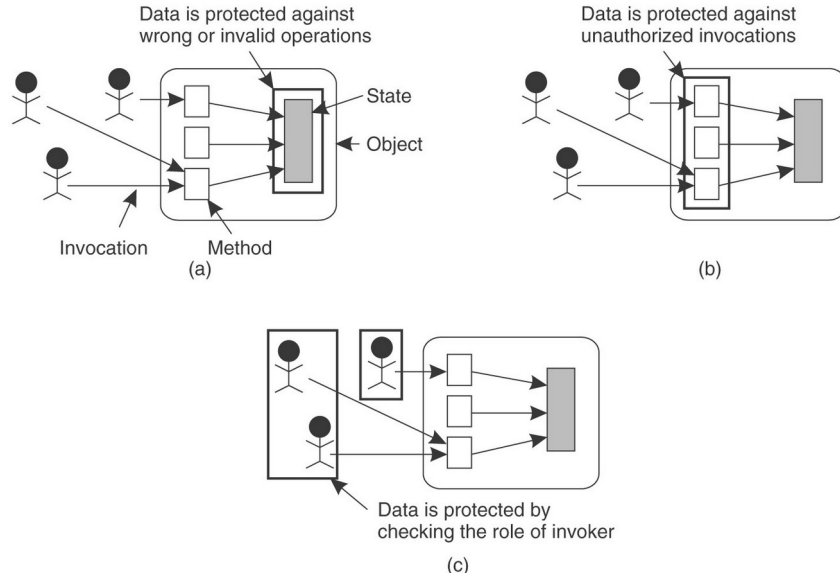 Data is protected against
wrong or invalid operations
State
Object
Invocation
Method
(a)
Data is protected against
unauthorized invocations
(b)
Data is protected by
checking the role of invoker
(c)